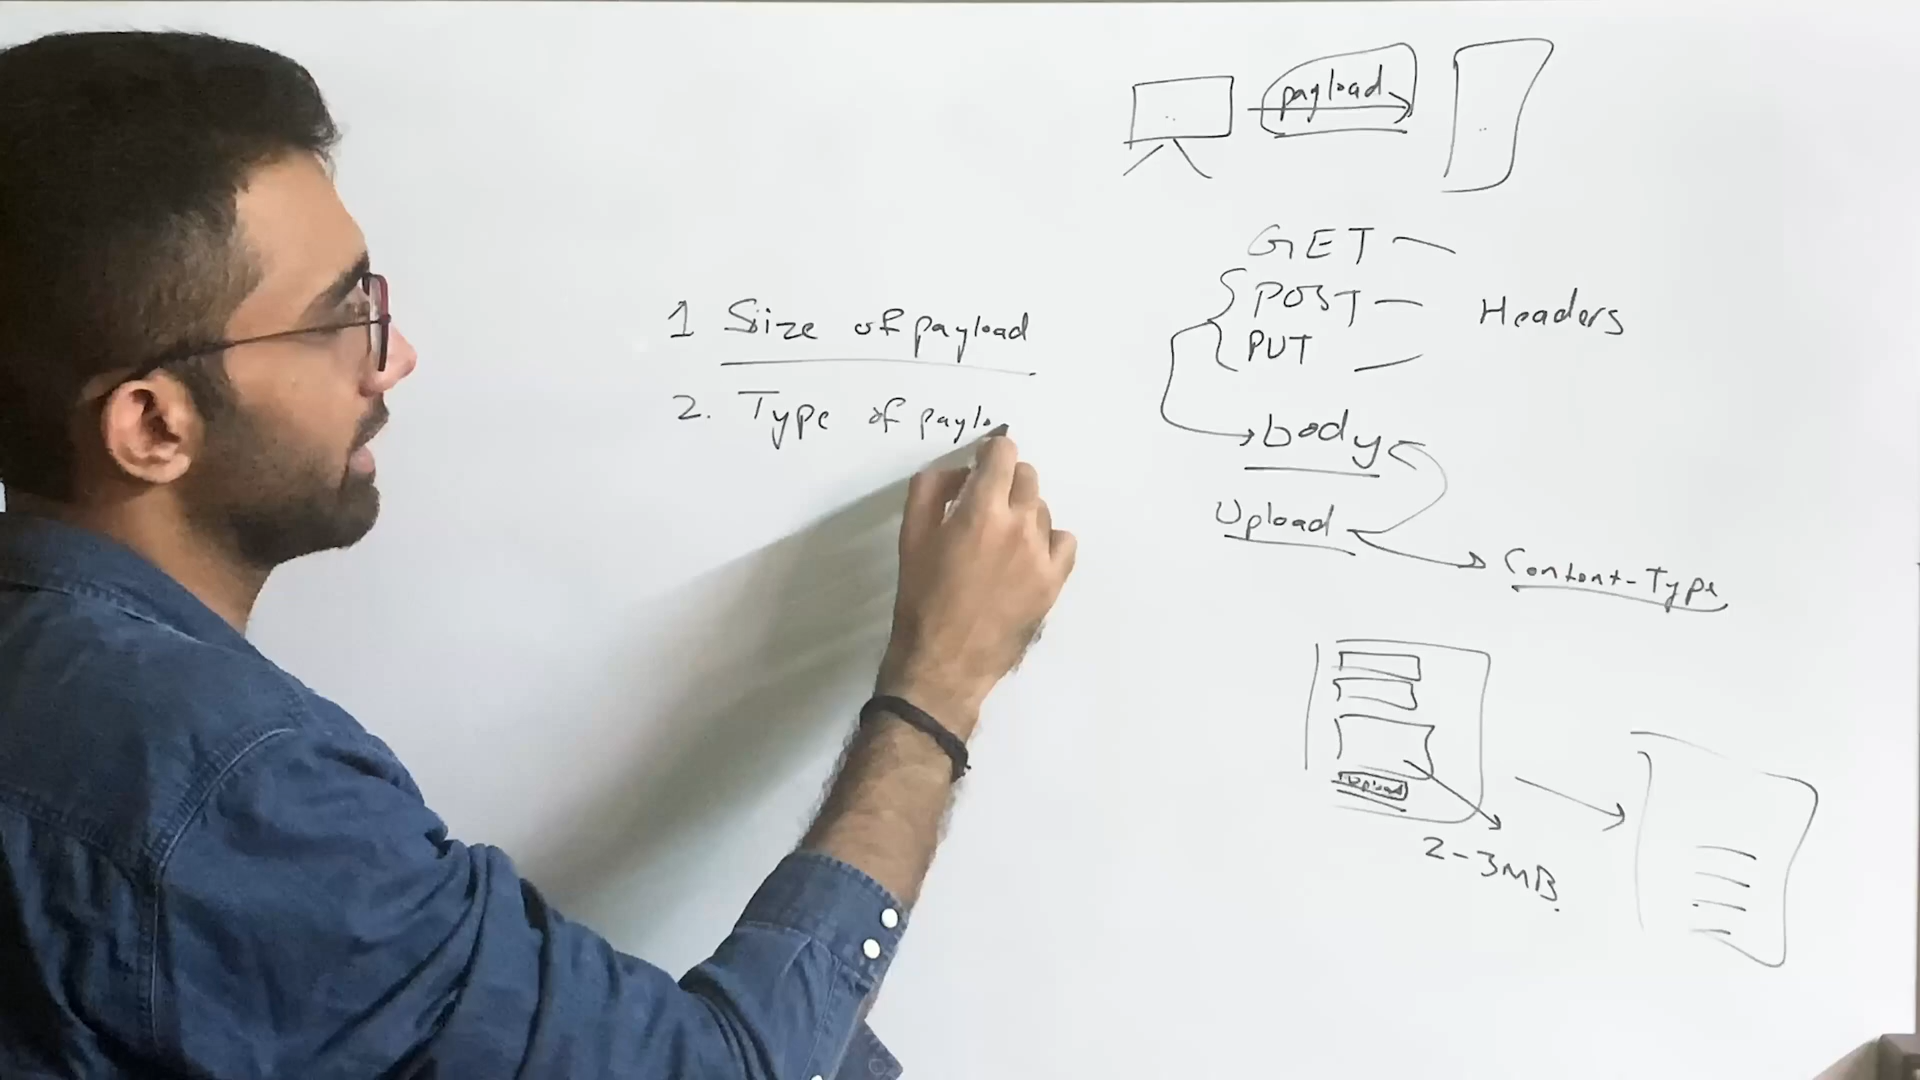 1 Size of payload
2. Type of paylo
payload
GET
POST
PUT
Headers
body
Upload
Content-Type
Upload
2-3MB.